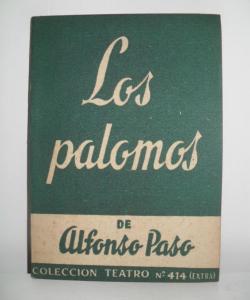 Los
palomos
DE
Alfonso Paso
COLECCION TEATRO Nº 414 (EXTRA)